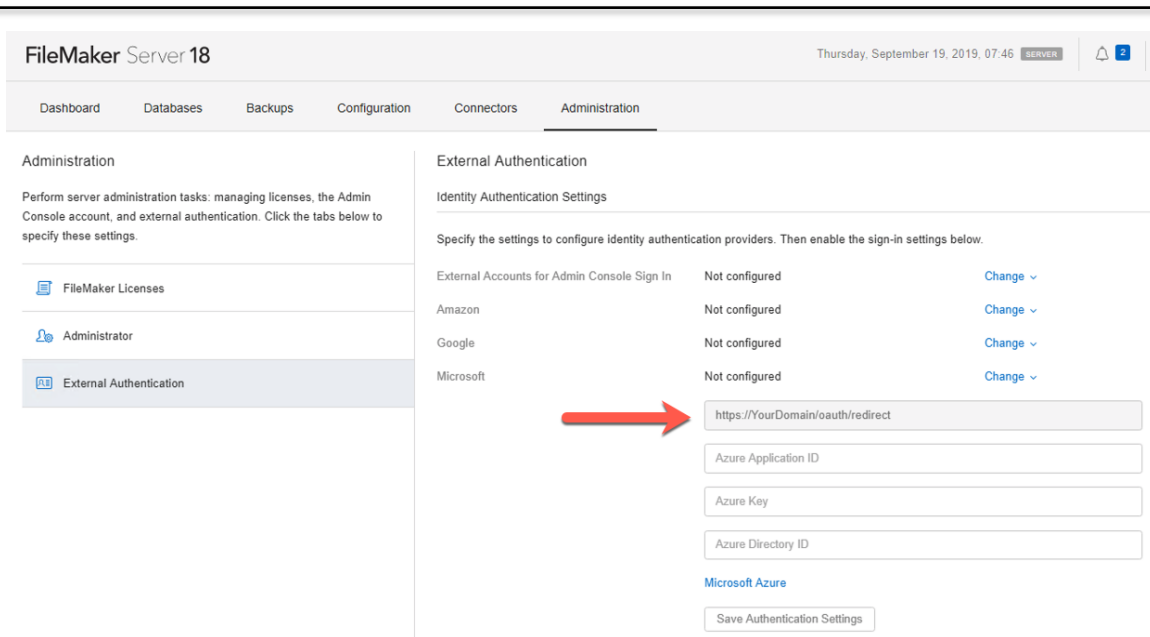 FileMaker Server 18
Thursday, September 19, 2019, 07:46 SERVER 2
Dashboard Databases Backups Configuration Connectors Administration
Administration
Perform server administration tasks: managing licenses, the Admin
Console account, and external authentication. Click the tabs below to
specify these settings.
FileMaker Licenses
Administrator
External Authentication
External Authentication
Identity Authentication Settings
Specify the settings to configure identity authentication providers. Then enable the sign-in settings below.
External Accounts for Admin Console Sign In Not configured Change
Amazon Not configured Change
Google Not configured Change
Microsoft Not configured Change
https://YourDomain/oauth/redirect
Azure Application ID
Azure Key
Azure Directory ID
Microsoft Azure
Save Authentication Settings